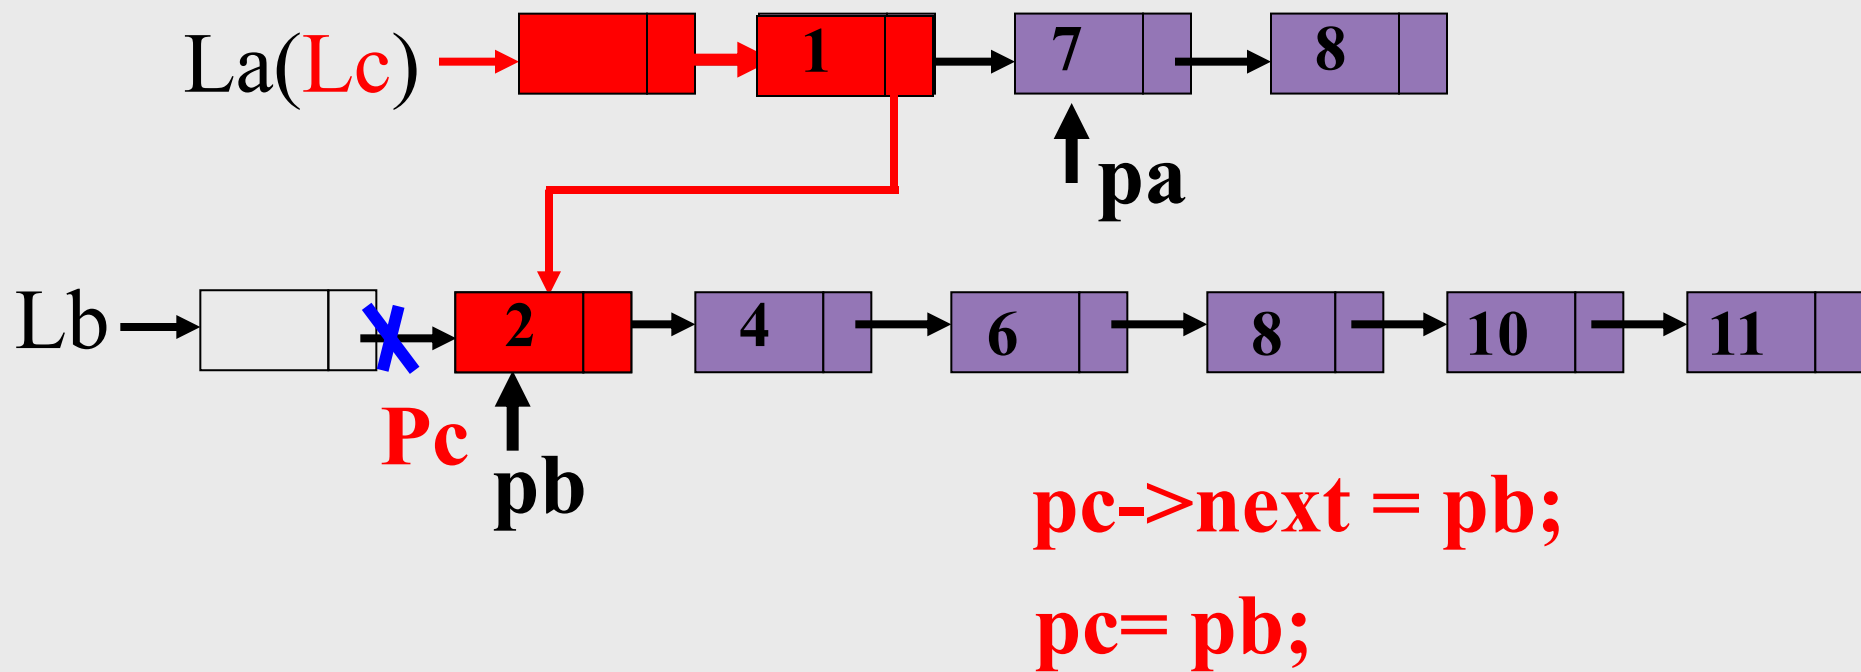 La(Lc) 1 7 8
pa
Lb 2 4 6 8 10 11
Pc
pb
pc->next = pb;
pc= pb;